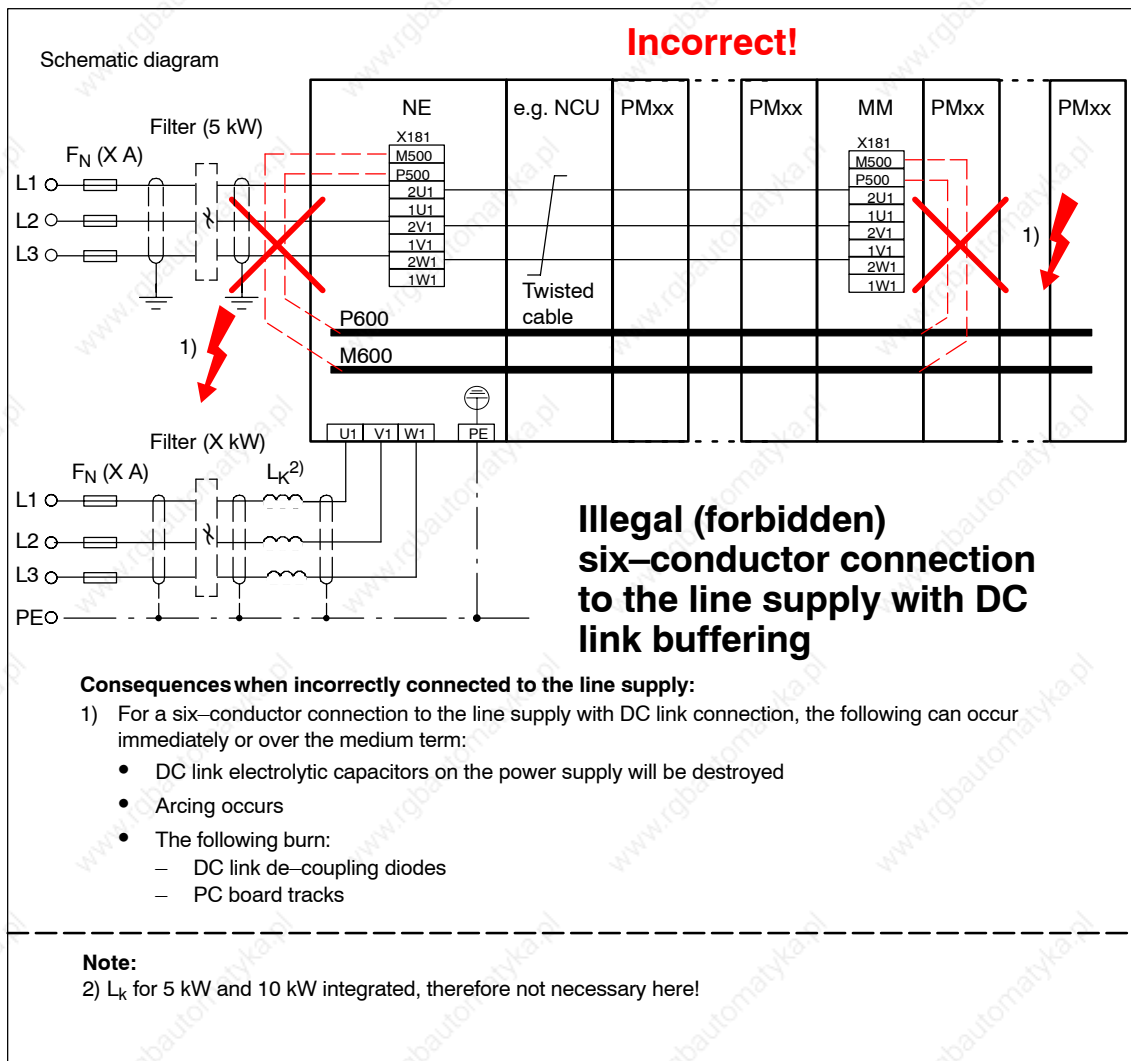 Incorrect!
Schematic diagram
NE
e.g. NCU
PMxx
PMxx
MM
PMxx
PMxx
Filter (5 kW)
FN (X A)
X181
M500
P500
2U1
1U1
2V1
1V1
2W1
1W1
X181
M500
P500
2U1
1U1
2V1
1V1
2W1
1W1
L1
L2
L3
1)
1)
Twisted
cable
P600
M600
U1 V1 W1 PE
Filter (X kW)
FN (X A)
LK2)
L1
L2
L3
PE
Illegal (forbidden)
six–conductor connection
to the line supply with DC
link buffering
Consequences when incorrectly connected to the line supply:
1) For a six–conductor connection to the line supply with DC link connection, the following can occur
immediately or over the medium term:
• DC link electrolytic capacitors on the power supply will be destroyed
• Arcing occurs
• The following burn:
– DC link de–coupling diodes
– PC board tracks
Note:
2) Lk for 5 kW and 10 kW integrated, therefore not necessary here!
www.rgbautomatyka.pl